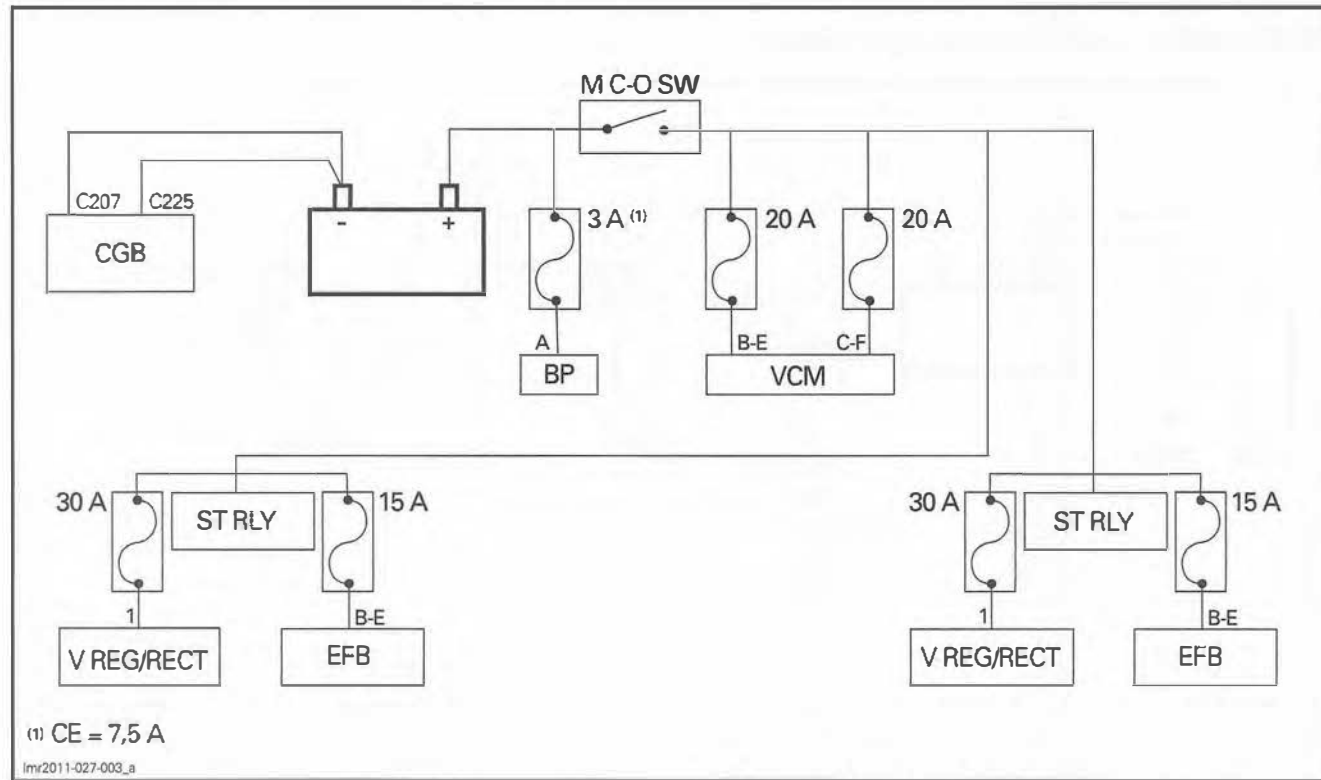 M C-O SW
C207 C225
CGB
- +
3 A (1)
20 A
20 A
A
BP
B-E C-F
VCM
30 A
ST RLY
15 A
1
V REG/RECT
B-E
EFB
30 A
ST RLY
15 A
1
V REG/RECT
B-E
EFB
(1) CE = 7,5 A
lmr2011-027-003_a